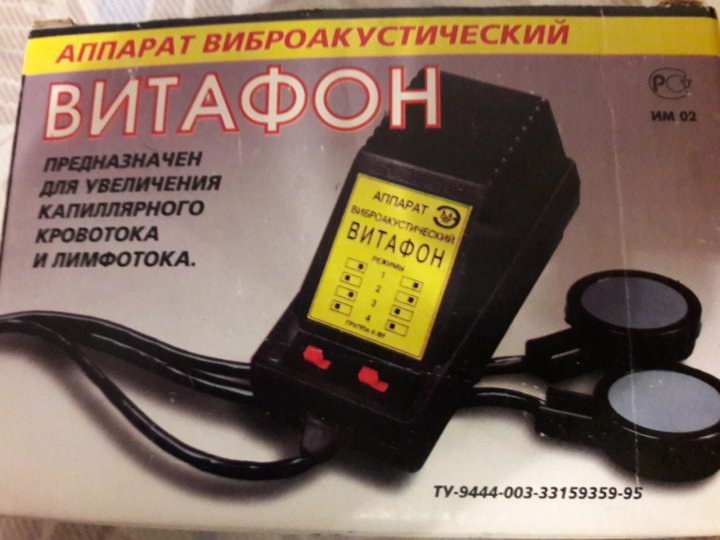 АППАРАТ ВИБРОАКУСТИЧЕСКИЙ
ВИТАФОН
РСТ
ИМ 02
ПРЕДНАЗНАЧЕН
ДЛЯ УВЕЛИЧЕНИЯ
КАПИЛЛЯРНОГО
КРОВОТОКА
И ЛИМФОТОКА.
АППАРАТ
ВИБРОАКУСТИЧЕСКИЙ
ВИТАФОН
РЕЖИМЫ
1
2
3
4
ТУ-9444-003-33159359-95